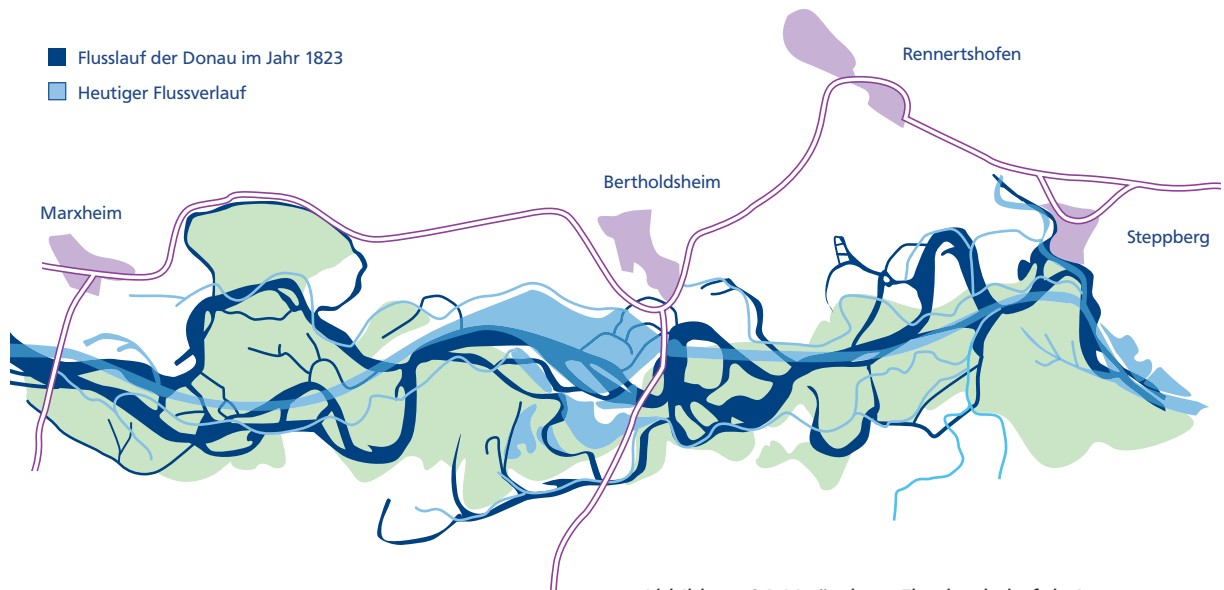 Flusslauf der Donau im Jahr 1823
Heutiger Flussverlauf
Rennertshofen
Bertholdsheim
Marxheim
Steppberg